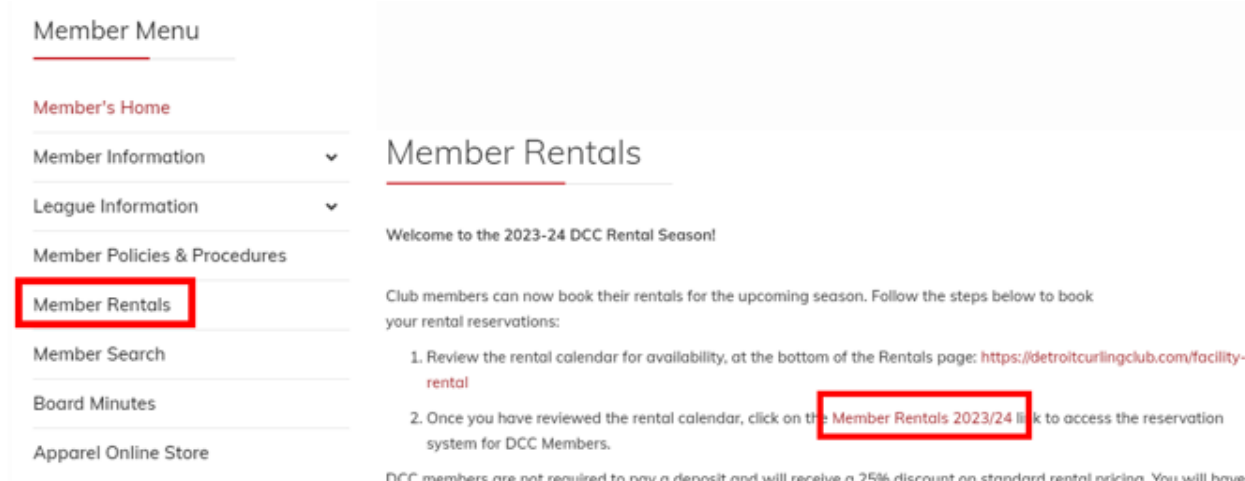 Member Menu
Member's Home
Member Information
League Information
Member Policies & Procedures
Member Rentals
Member Search
Board Minutes
Apparel Online Store
Member Rentals
Welcome to the 2023-24 DCC Rental Season!
Club members can now book their rentals for the upcoming season. Follow the steps below to book
your rental reservations:
1. Review the rental calendar for availability, at the bottom of the Rentals page: https://detroitcurlingclub.com/facility-
rental
2. Once you have reviewed the rental calendar, click on the Member Rentals 2023/24 link to access the reservation
system for DCC Members.
DCC members are not required to pay a deposit and will receive a 25% discount on standard rental pricing. You will have